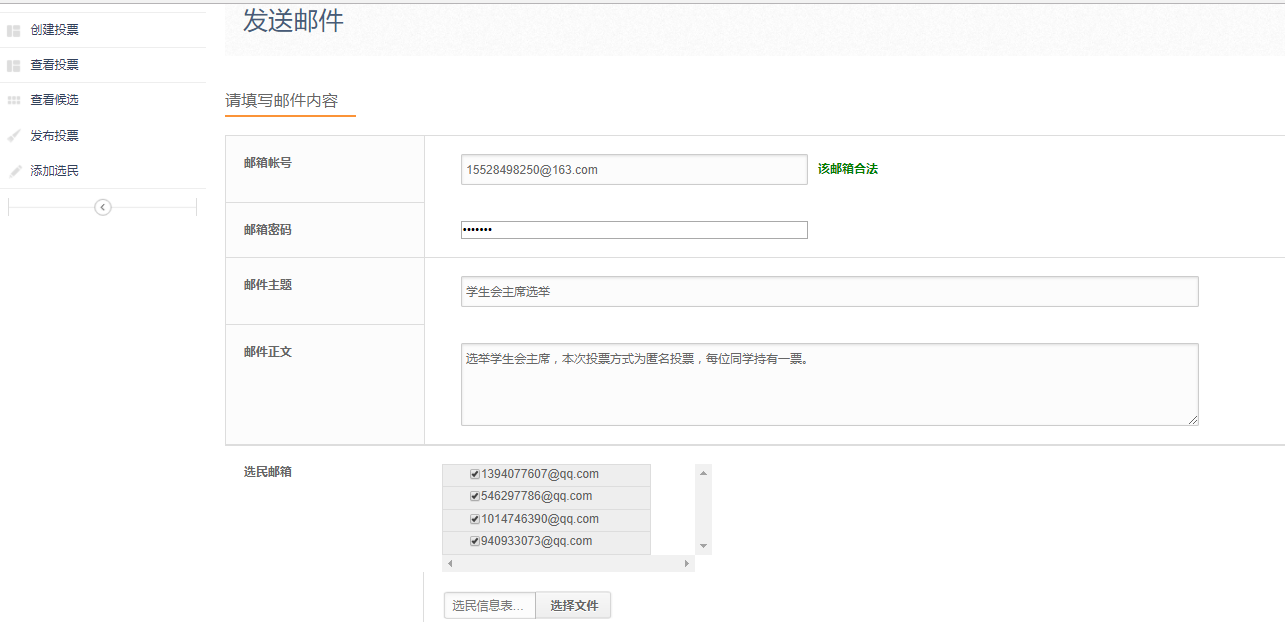 发送邮件
创建投票
查看投票
查看候选
发布投票
添加选民
请填写邮件内容
邮箱帐号
15528498250@163.com
该邮箱合法
邮箱密码
•••••••
邮件主题
学生会主席选举
邮件正文
选举学生会主席，本次投票方式为匿名投票，每位同学持有一票。
选民邮箱
1394077607@qq.com
546297786@qq.com
1014746390@qq.com
940933073@qq.com
选民信息表...
选择文件